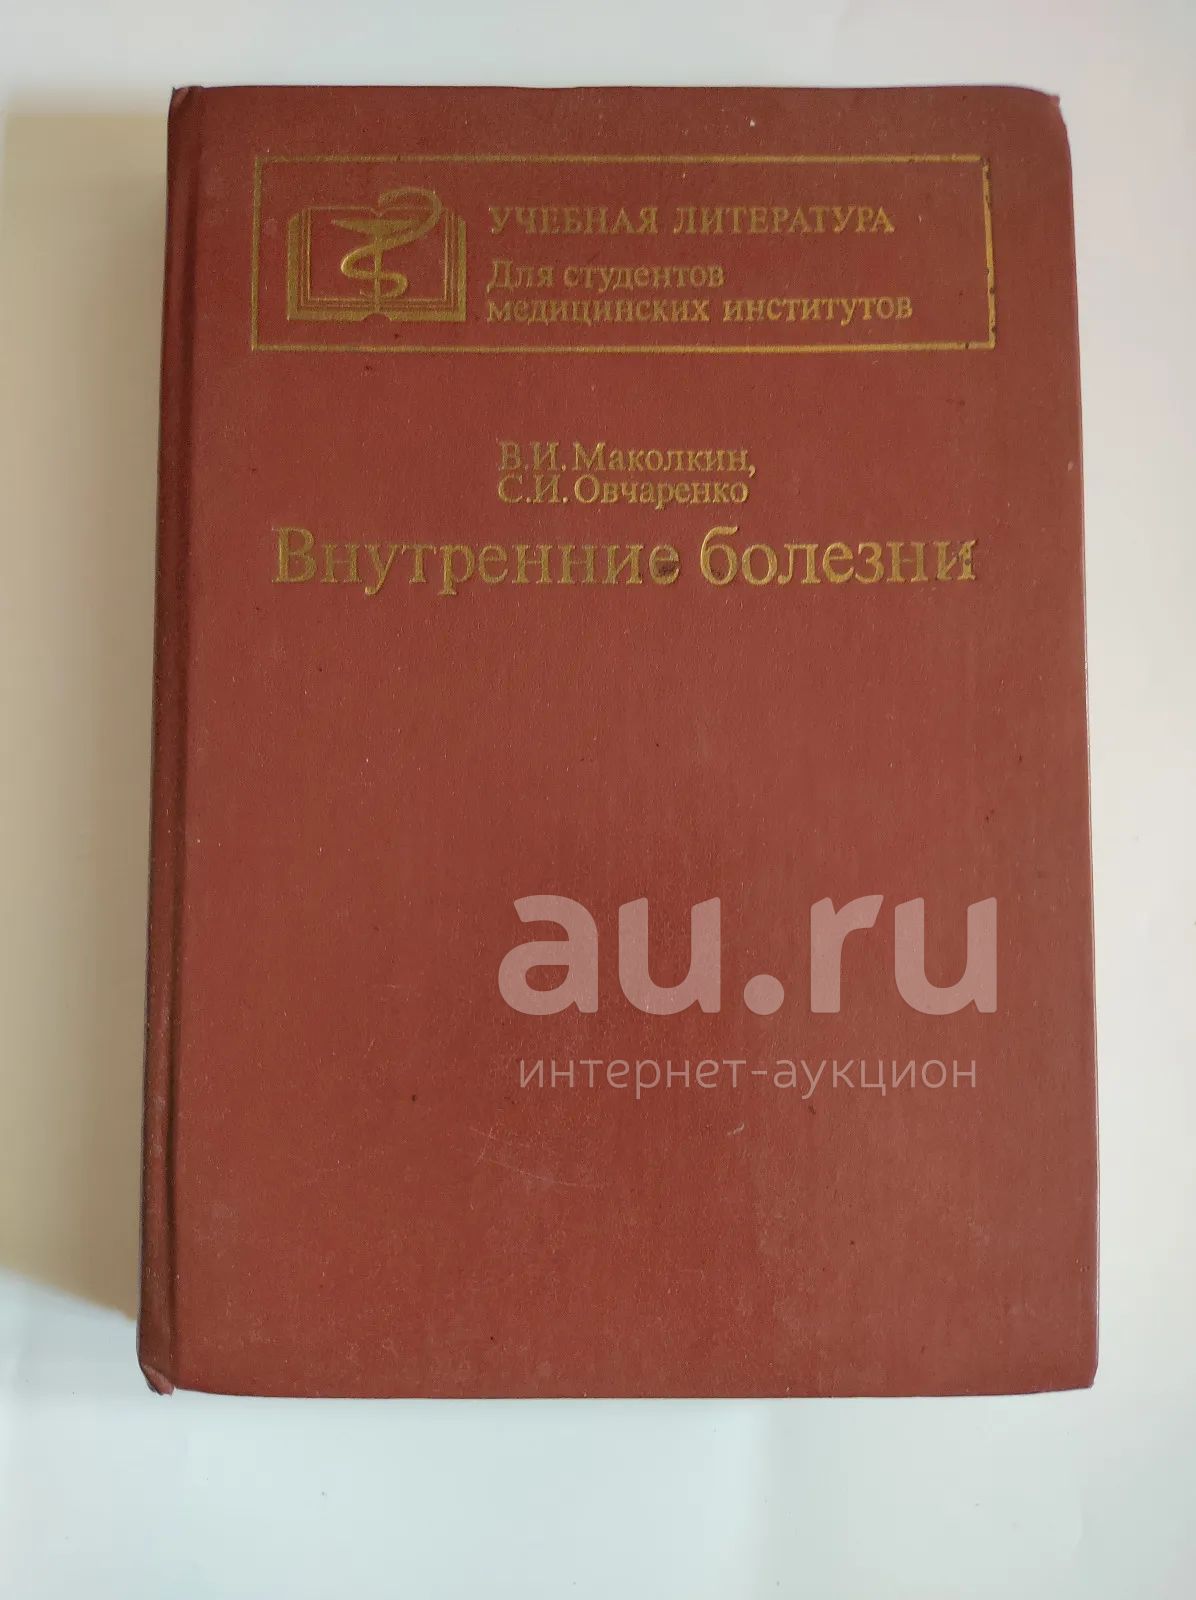 УЧЕБНАЯ ЛИТЕРАТУРА
Для студентов
медицинских институтов
В.И. Маколкин,
С.И. Овчаренко
Внутренние болезни
au.ru
интернет-аукцион